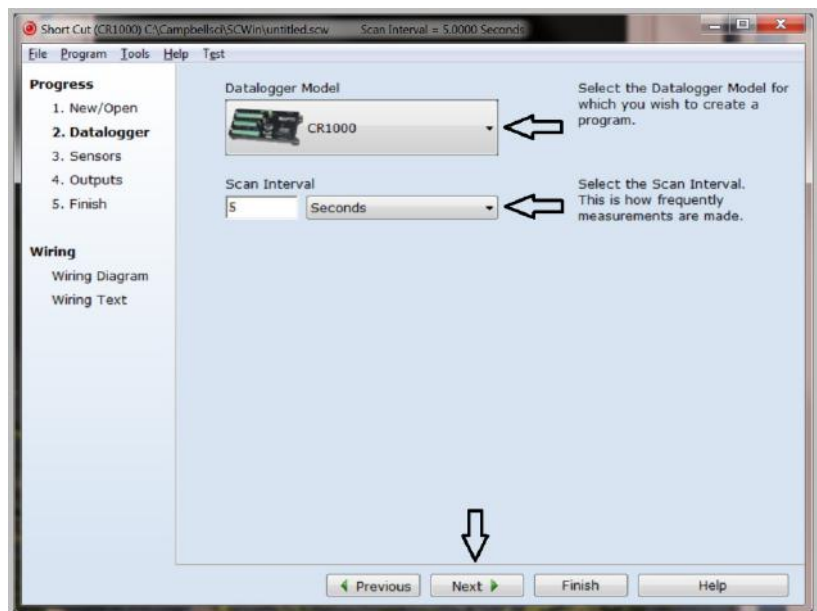 Short Cut (CR1000) C:\Campbellsci\SCWin\untitled.scw Scan Interval = 5.0000 Seconds
File Program Tools Help Test
Progress
1. New/Open
2. Datalogger
3. Sensors
4. Outputs
5. Finish
Wiring
Wiring Diagram
Wiring Text
Datalogger Model
CR1000
Select the Datalogger Model for
which you wish to create a
program.
Scan Interval
5 Seconds
Select the Scan Interval.
This is how frequently
measurements are made.
Previous Next Finish Help